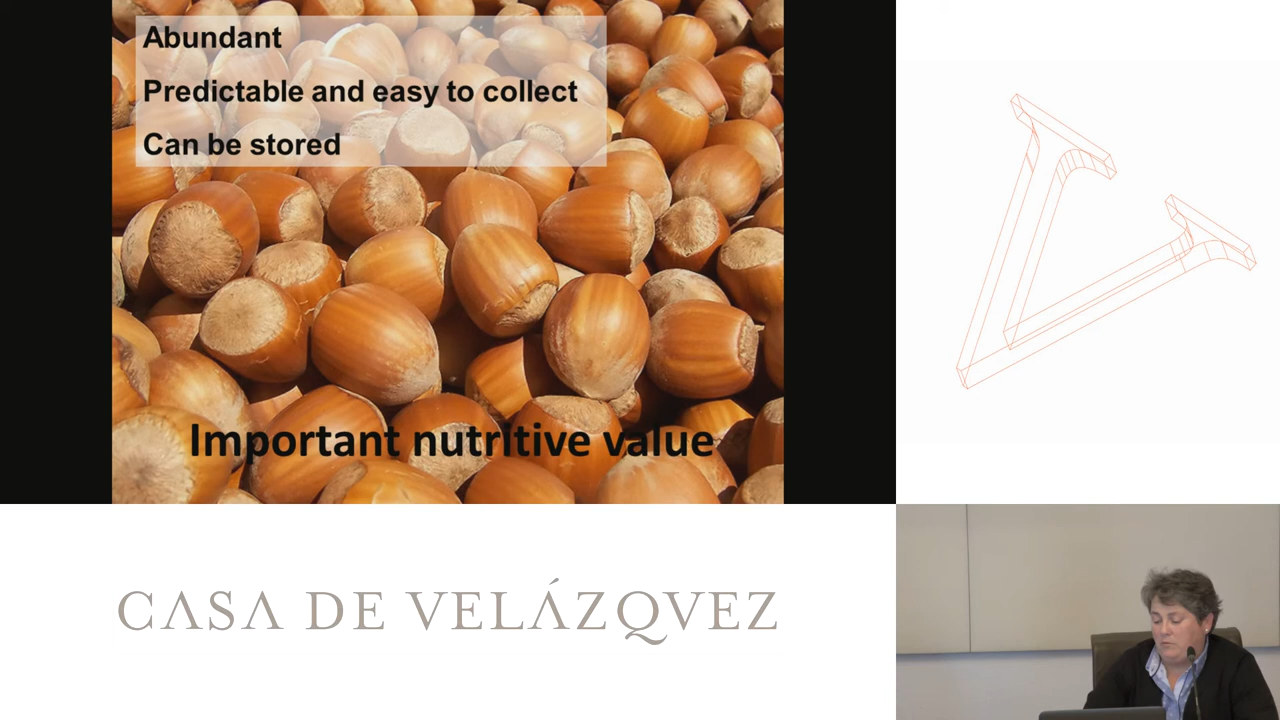 Abundant
Predictable and easy to collect
Can be stored
Important nutritive value
CASA DE VELÁZQVEZ